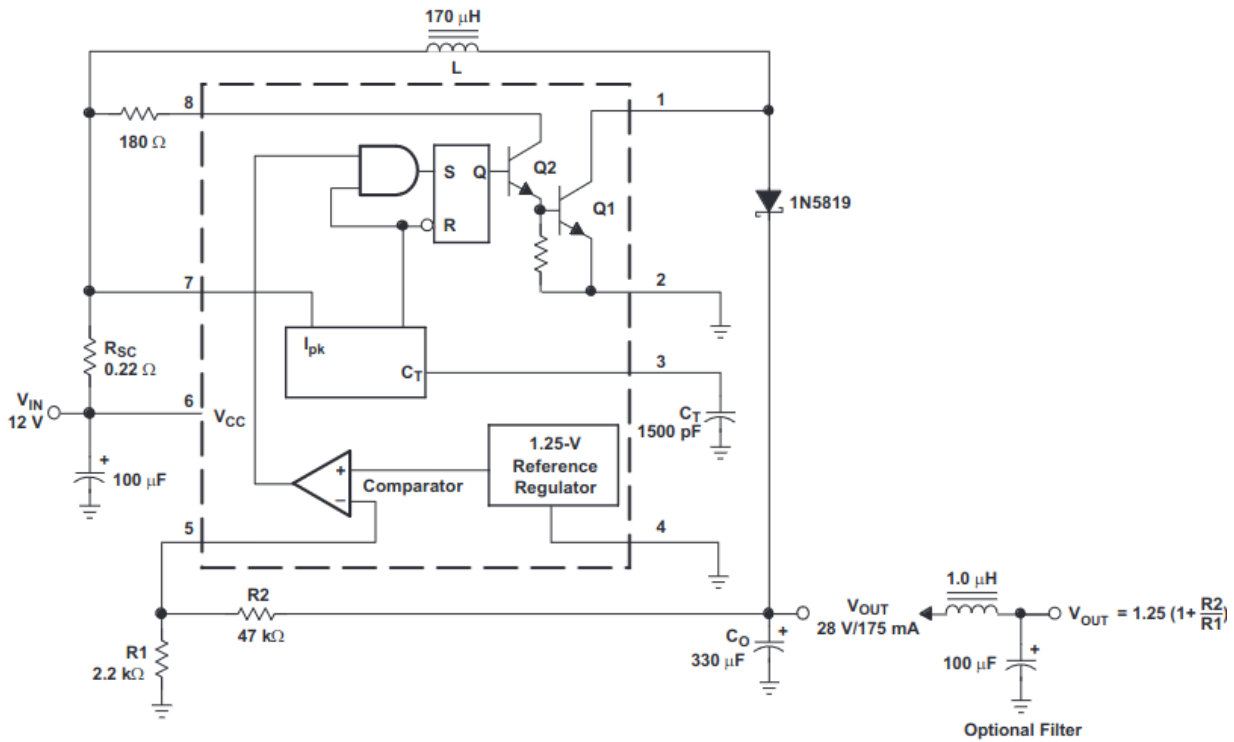 170 μH
L
8
1
180 Ω
S
Q
Q2
R
Q1
1N5819
7
2
RSC
0.22 Ω
Ipk
CT
3
VIN
12 V
6
VCC
CT
1500 pF
100 μF
+
1.25-V
Reference
Regulator
+
–
Comparator
5
4
R2
47 kΩ
R1
2.2 kΩ
VOUT
28 V/175 mA
CO
330 μF
+
1.0 μH
VOUT = 1.25 (1+ R2/R1)
100 μF
+
Optional Filter